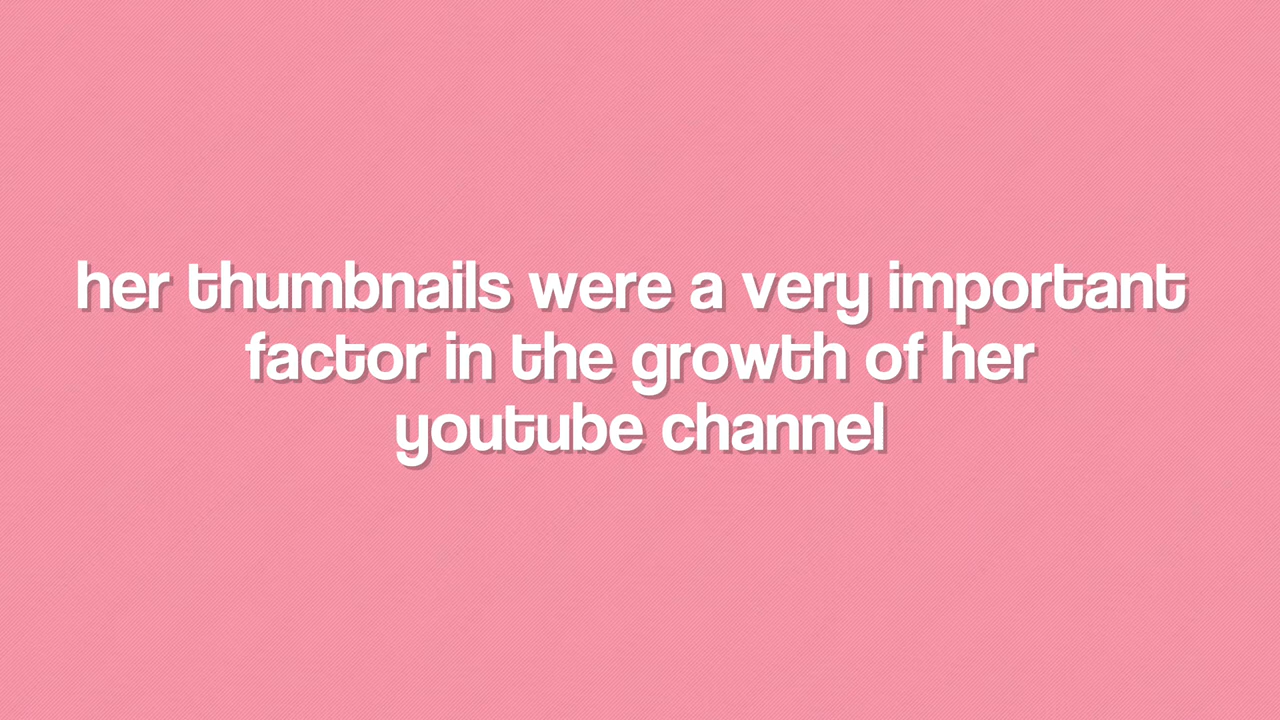 her thumbnails were a very important
factor in the growth of her
youtube channel